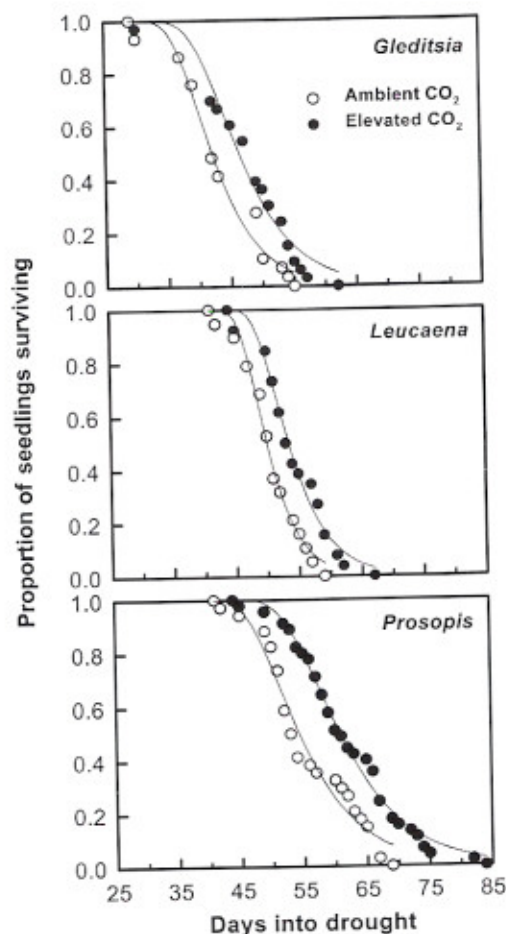 Gleditsia
Ambient CO₂
Elevated CO₂
1.0
0.8
0.6
0.4
0.2
0.0
Leucaena
1.0
0.8
0.6
0.4
0.2
0.0
Prosopis
1.0
0.8
0.6
0.4
0.2
0.0
25 35 45 55 65 75 85
Days into drought
Proportion of seedlings surviving